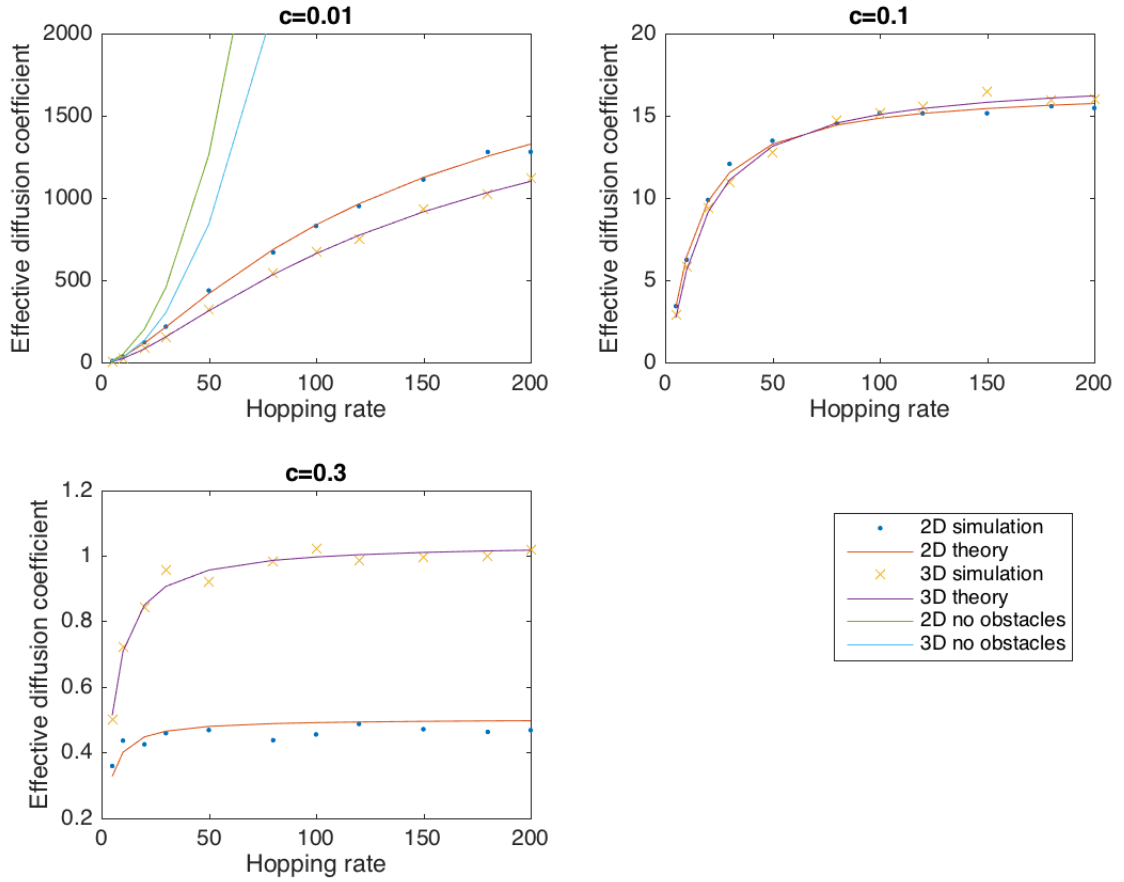 c=0.01
Effective diffusion coefficient
2000
1500
1000
500
0
0 50 100 150 200
Hopping rate
c=0.1
Effective diffusion coefficient
20
15
10
5
0
0 50 100 150 200
Hopping rate
c=0.3
Effective diffusion coefficient
1.2
1
0.8
0.6
0.4
0.2
0 50 100 150 200
Hopping rate
2D simulation
2D theory
3D simulation
3D theory
2D no obstacles
3D no obstacles